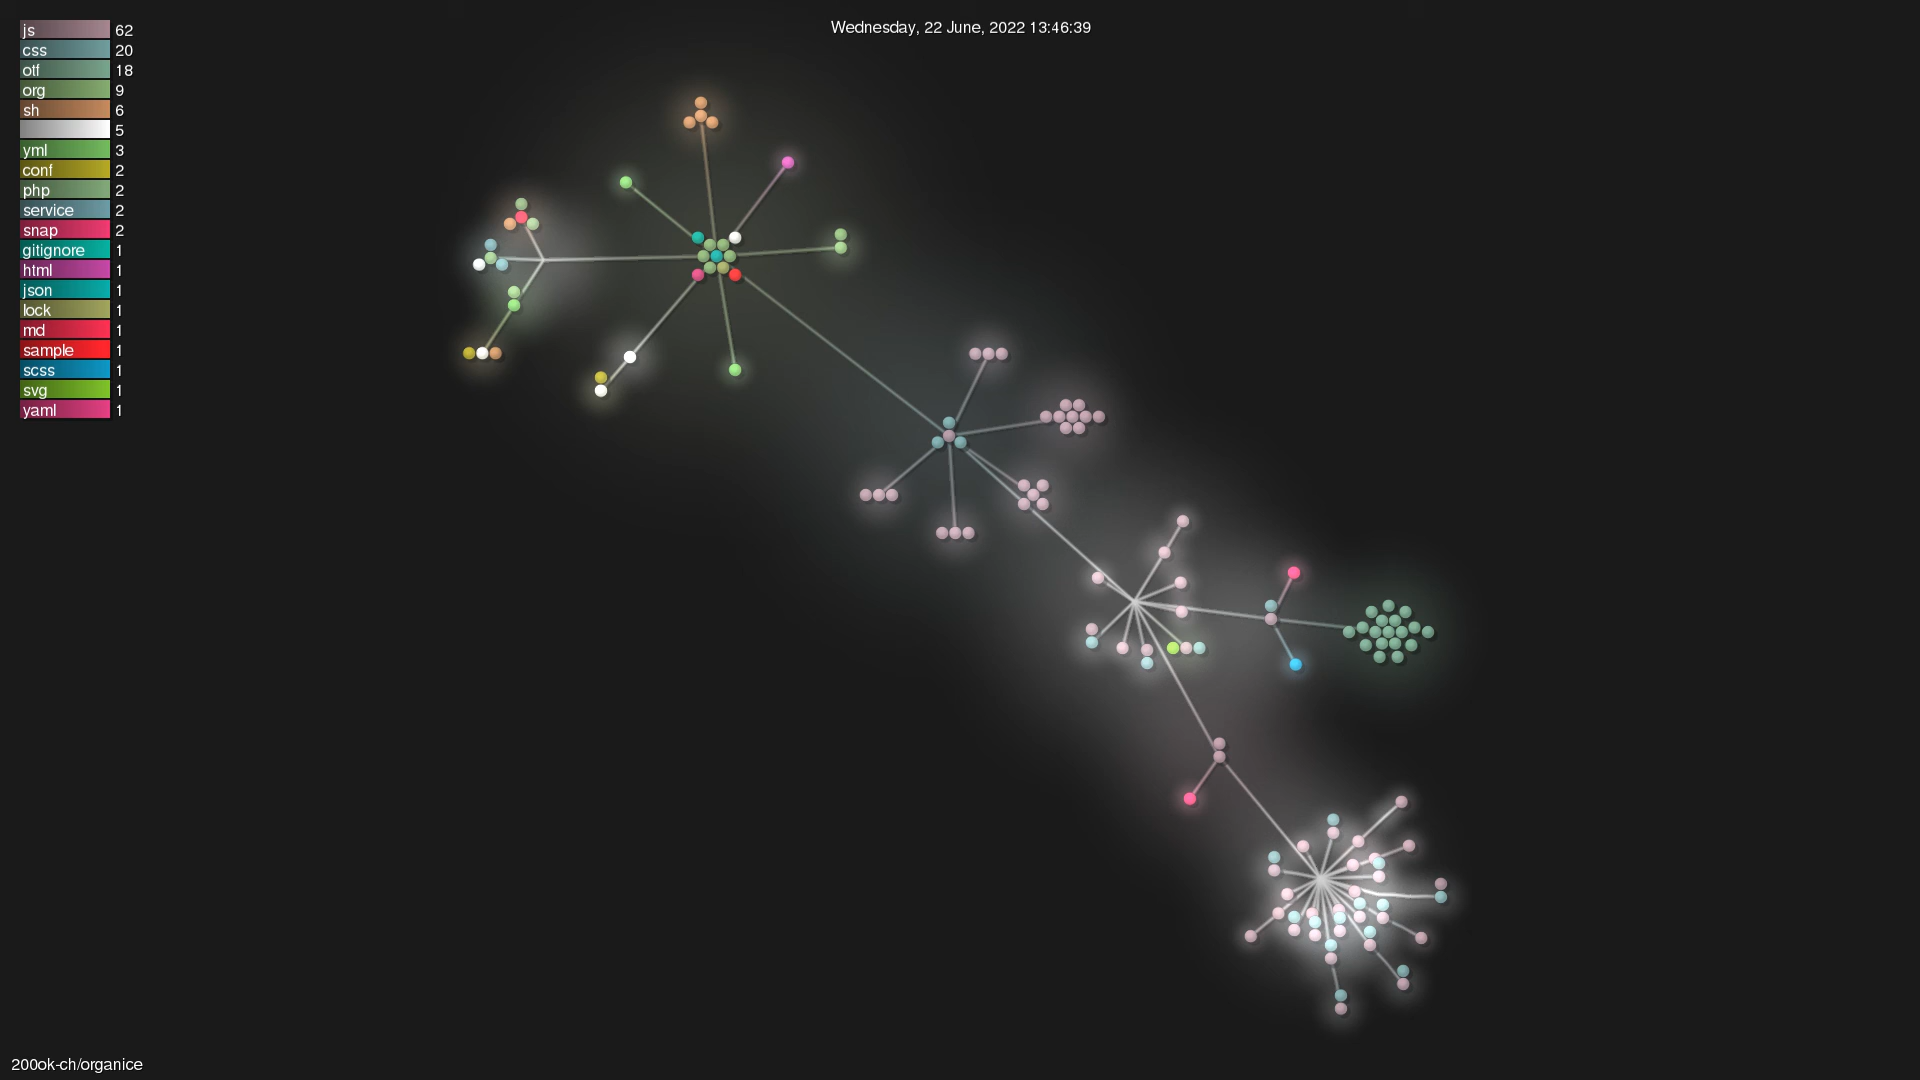 Wednesday, 22 June, 2022 13:46:39
js 62
css 20
otf 18
org 9
sh 6
5
yml 3
conf 2
php 2
service 2
snap 2
gitignore 1
html 1
json 1
lock 1
md 1
sample 1
scss 1
svg 1
yaml 1
200ok-ch/organice